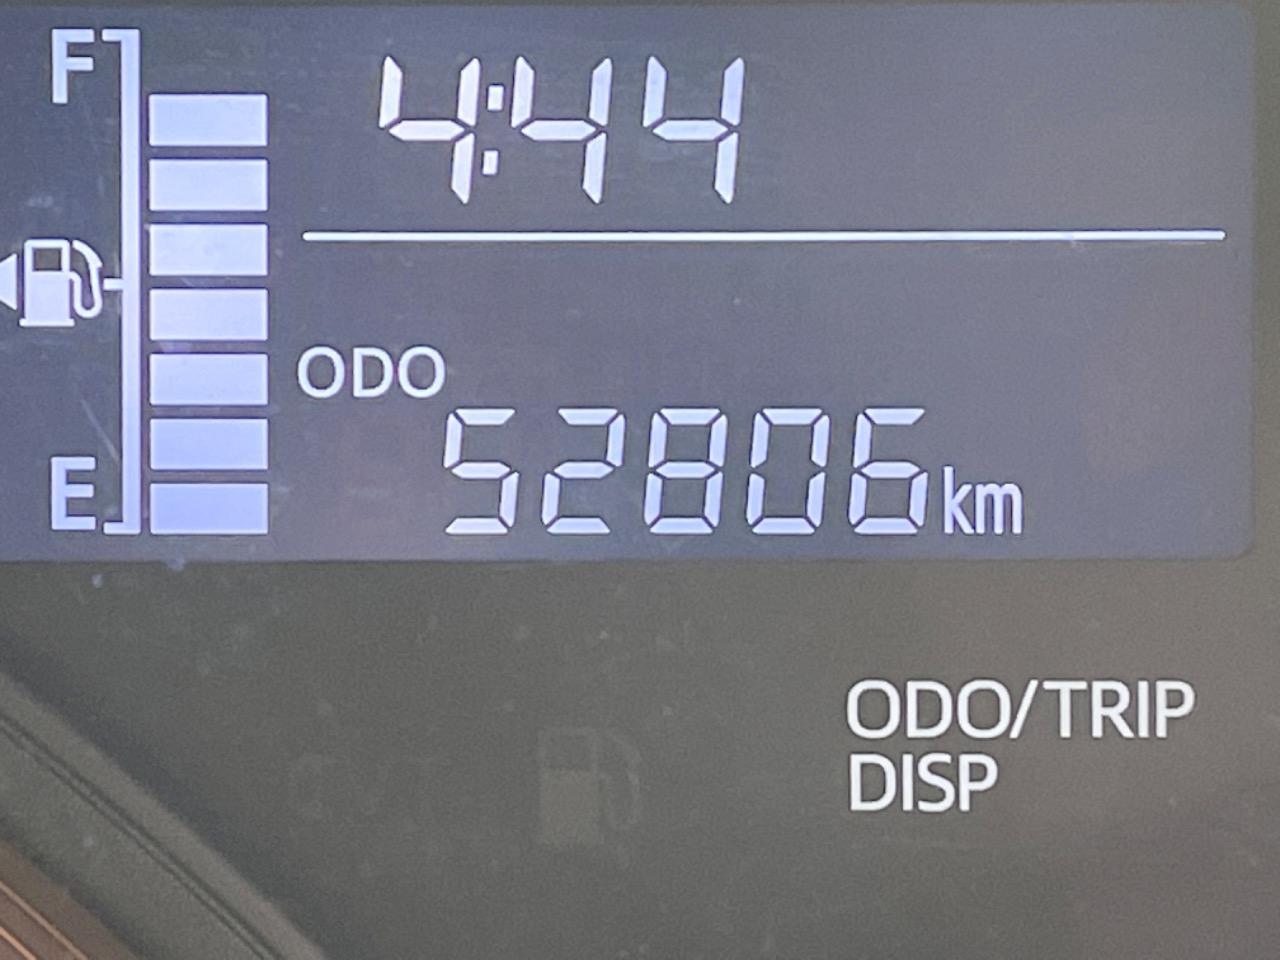 F
4:44
ODO
52806km
E
ODO/TRIP
DISP